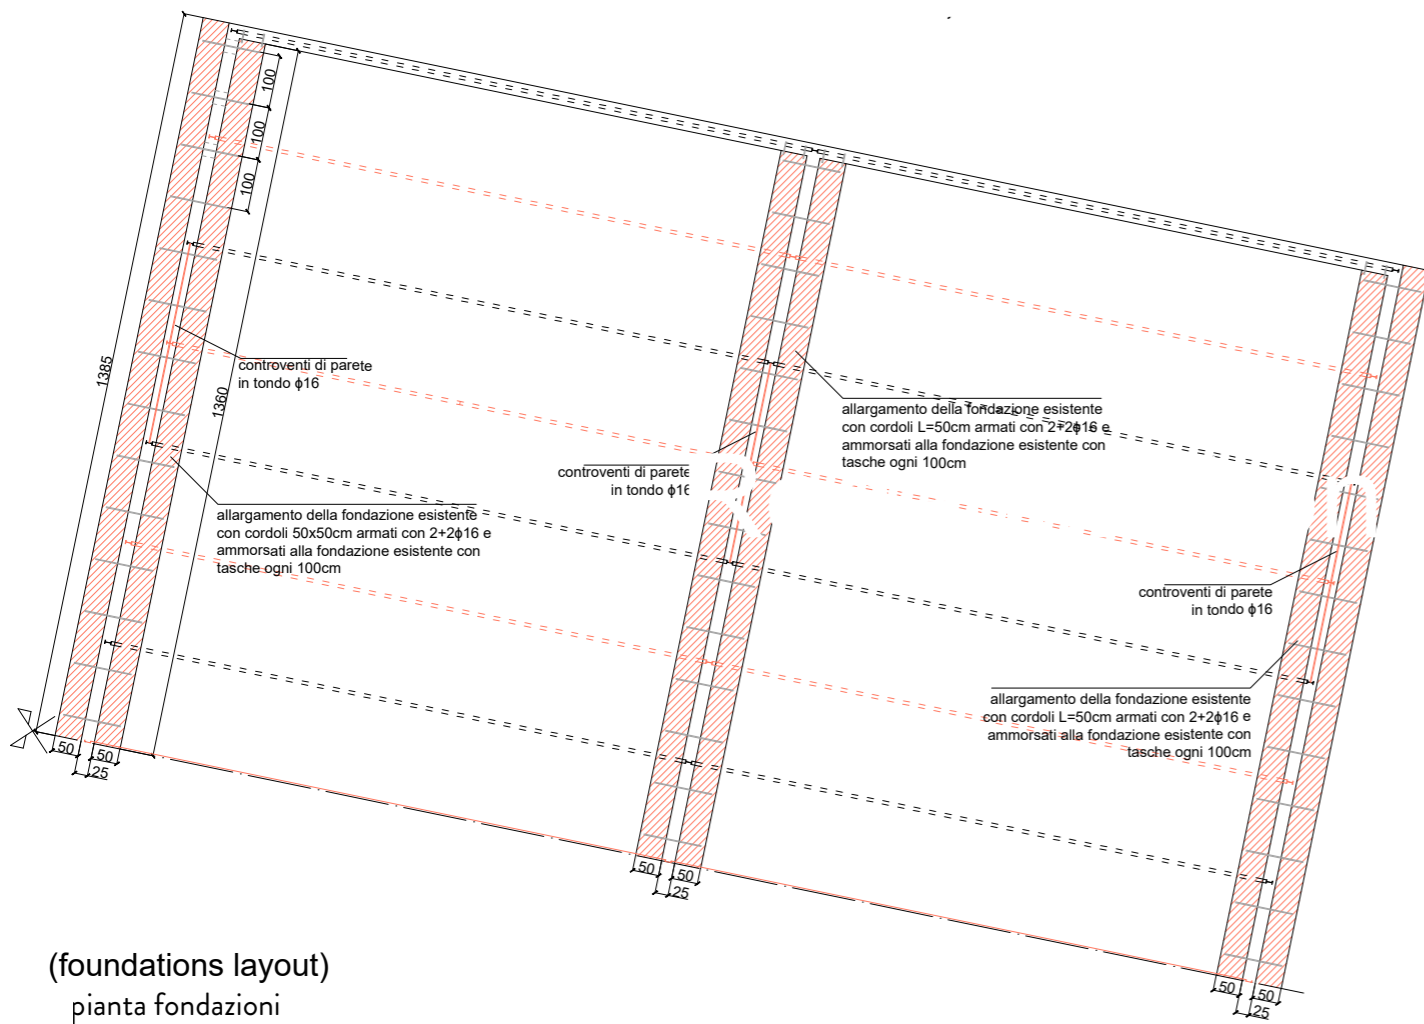 100
100
100
1385
1360
controventi di parete
in tondo ϕ16
allargamento della fondazione esistente
con cordoli L=50cm armati con 2+2ϕ16 e
ammorsati alla fondazione esistente con
tasche ogni 100cm
controventi di parete
in tondo ϕ16
allargamento della fondazione esistente
con cordoli 50x50cm armati con 2+2ϕ16 e
ammorsati alla fondazione esistente con
tasche ogni 100cm
controventi di parete
in tondo ϕ16
allargamento della fondazione esistente
con cordoli L=50cm armati con 2+2ϕ16 e
ammorsati alla fondazione esistente con
tasche ogni 100cm
50
50
25
50
50
25
50
50
25
(foundations layout)
pianta fondazioni